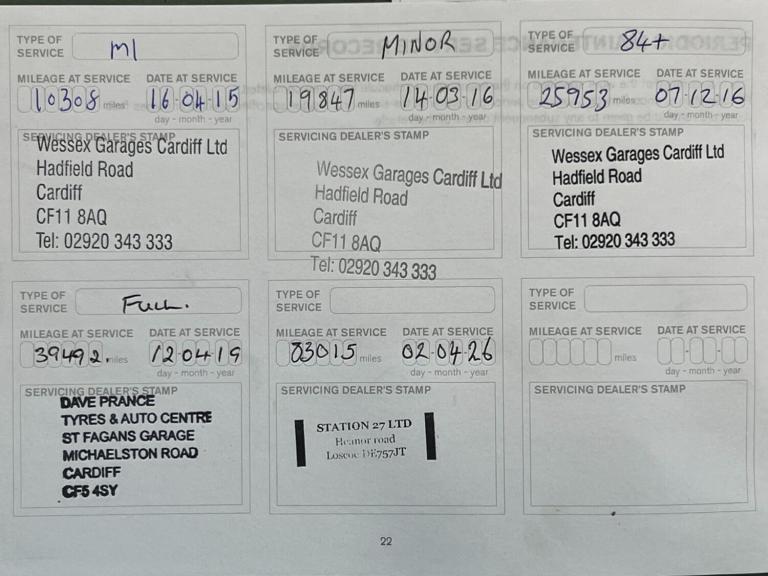 TYPE OF SERVICE M1
MILEAGE AT SERVICE DATE AT SERVICE
10308 miles 16-04-15
day - month - year
SERVICING DEALER'S STAMP
Wessex Garages Cardiff Ltd
Hadfield Road
Cardiff
CF11 8AQ
Tel: 02920 343 333
TYPE OF SERVICE MINOR
MILEAGE AT SERVICE DATE AT SERVICE
19847 miles 14-03-16
day - month - year
SERVICING DEALER'S STAMP
Wessex Garages Cardiff Ltd
Hadfield Road
Cardiff
CF11 8AQ
Tel: 02920 343 333
TYPE OF SERVICE 84+
MILEAGE AT SERVICE DATE AT SERVICE
25953 miles 07-12-16
day - month - year
SERVICING DEALER'S STAMP
Wessex Garages Cardiff Ltd
Hadfield Road
Cardiff
CF11 8AQ
Tel: 02920 343 333
TYPE OF SERVICE Full.
MILEAGE AT SERVICE DATE AT SERVICE
39492. miles 12-04-19
day - month - year
SERVICING DEALER'S STAMP
DAVE PRANCE
TYRES & AUTO CENTRE
ST FAGANS GARAGE
MICHAELSTON ROAD
CARDIFF
CF5 4SY
TYPE OF SERVICE
MILEAGE AT SERVICE DATE AT SERVICE
83015 miles 02-04-26
day - month - year
SERVICING DEALER'S STAMP
STATION 27 LTD
Heanor road
Loscoe DE757JT
TYPE OF SERVICE
MILEAGE AT SERVICE DATE AT SERVICE
miles
day - month - year
SERVICING DEALER'S STAMP
22